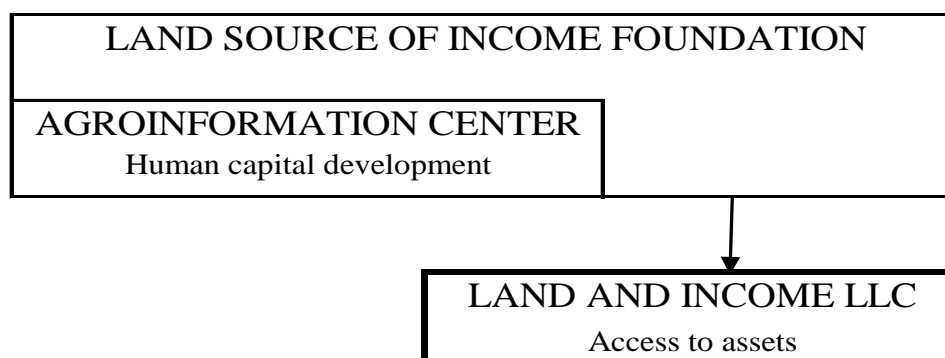 LAND SOURCE OF INCOME FOUNDATION
AGROINFORMATION CENTER
Human capital development
LAND AND INCOME LLC
Access to assets